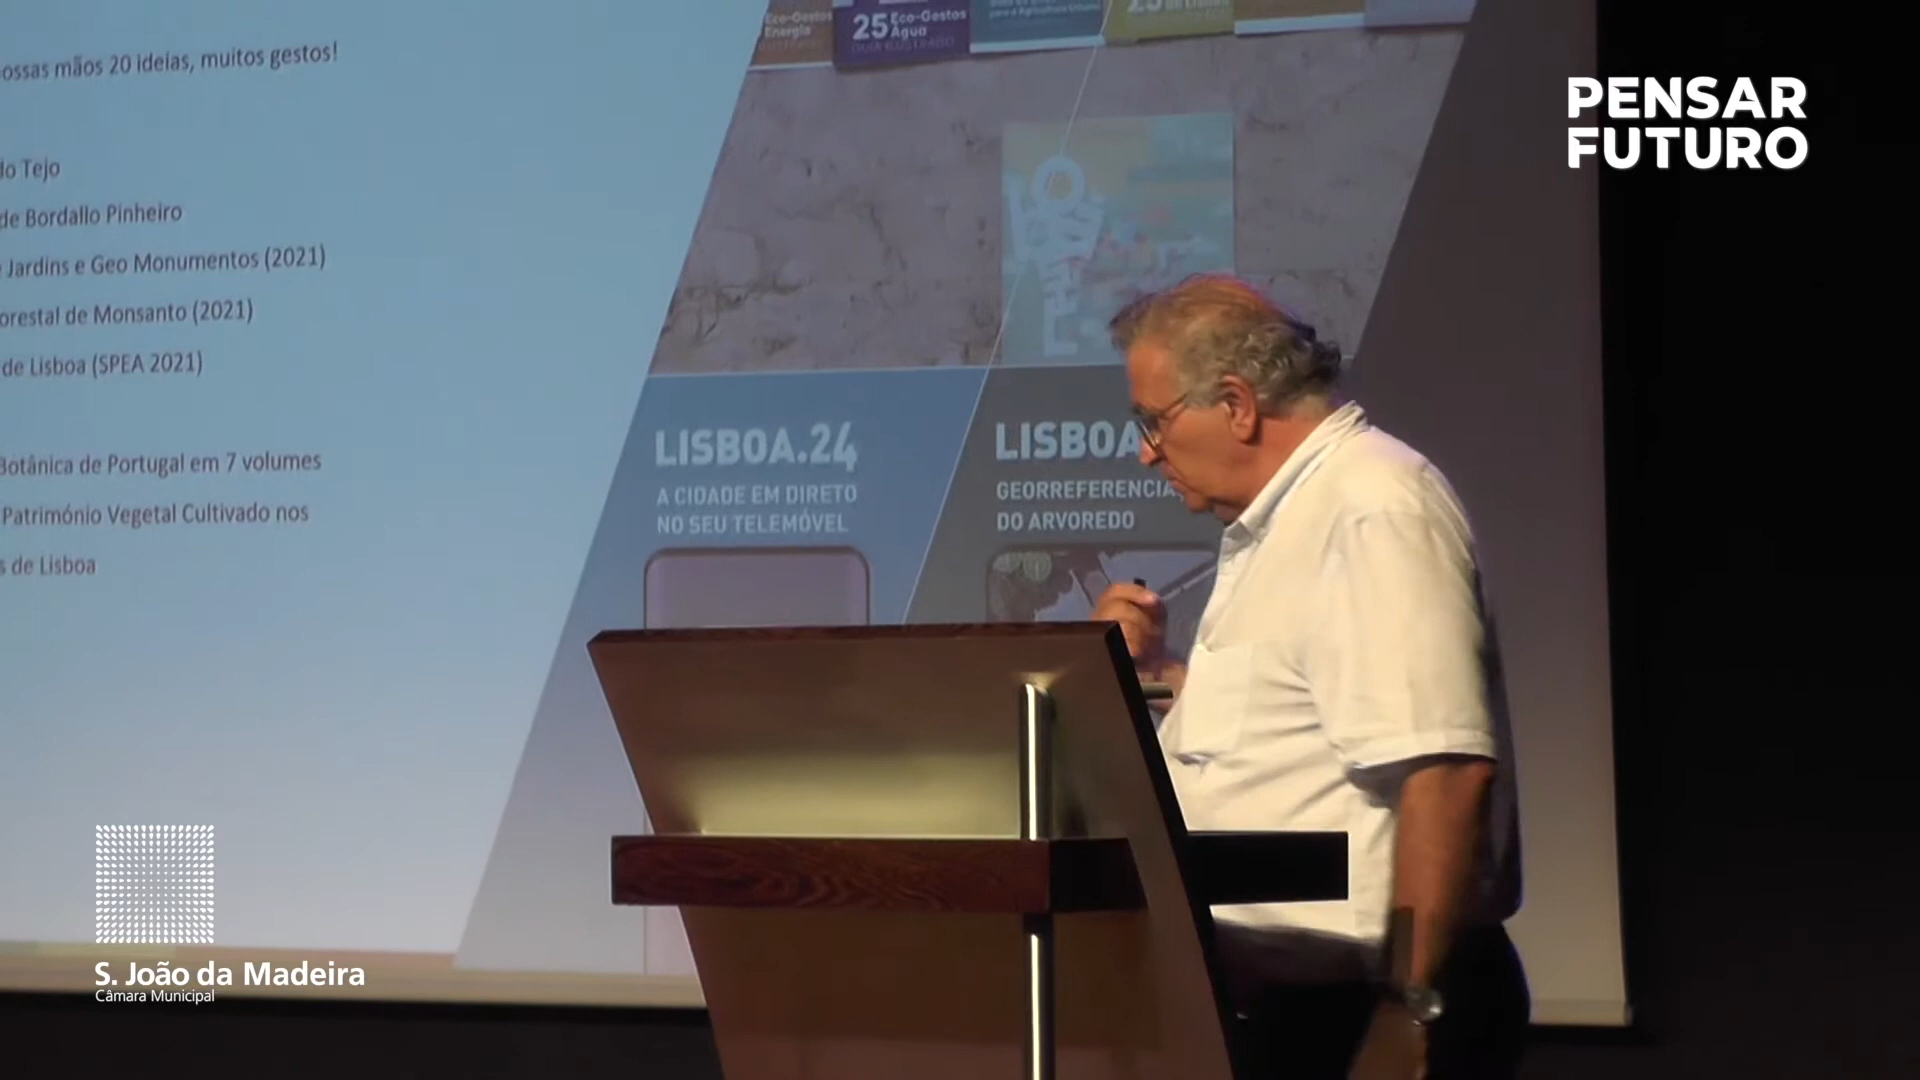 ossas mãos 20 ideias, muitos gestos!
do Tejo
de Bordallo Pinheiro
Jardins e Geo Monumentos (2021)
orestal de Monsanto (2021)
de Lisboa (SPEA 2021)
Botânica de Portugal em 7 volumes
Património Vegetal Cultivado nos
s de Lisboa
Eco-Gestos
Energia
25 Eco-Gestos
Água
GUIA ILUSTRADO
25
LISBOA.24
A CIDADE EM DIRETO
NO SEU TELEMÓVEL
LISBOA
GEORREFERENCIA
DO ARVOREDO
PENSAR
FUTURO
S. João da Madeira
Câmara Municipal